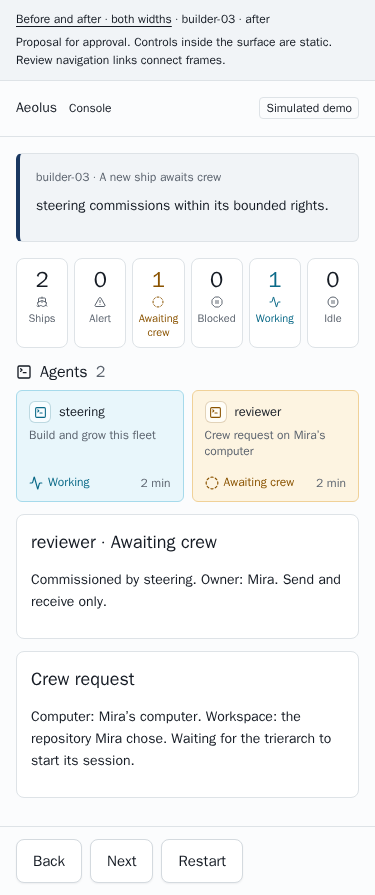 Before and after · both widths · builder-03 · after
Proposal for approval. Controls inside the surface are static.
Review navigation links connect frames.
Aeolus Console Simulated demo
builder-03 · A new ship awaits crew
steering commissions within its bounded rights.
2 0 1 0 1 0
Ships Alert Awaiting crew Blocked Working Idle
Agents 2
steering
Build and grow this fleet
Working 2 min
reviewer
Crew request on Mira's
computer
Awaiting crew 2 min
reviewer · Awaiting crew
Commissioned by steering. Owner: Mira. Send and
receive only.
Crew request
Computer: Mira's computer. Workspace: the
repository Mira chose. Waiting for the trierarch to
start its session.
Back Next Restart